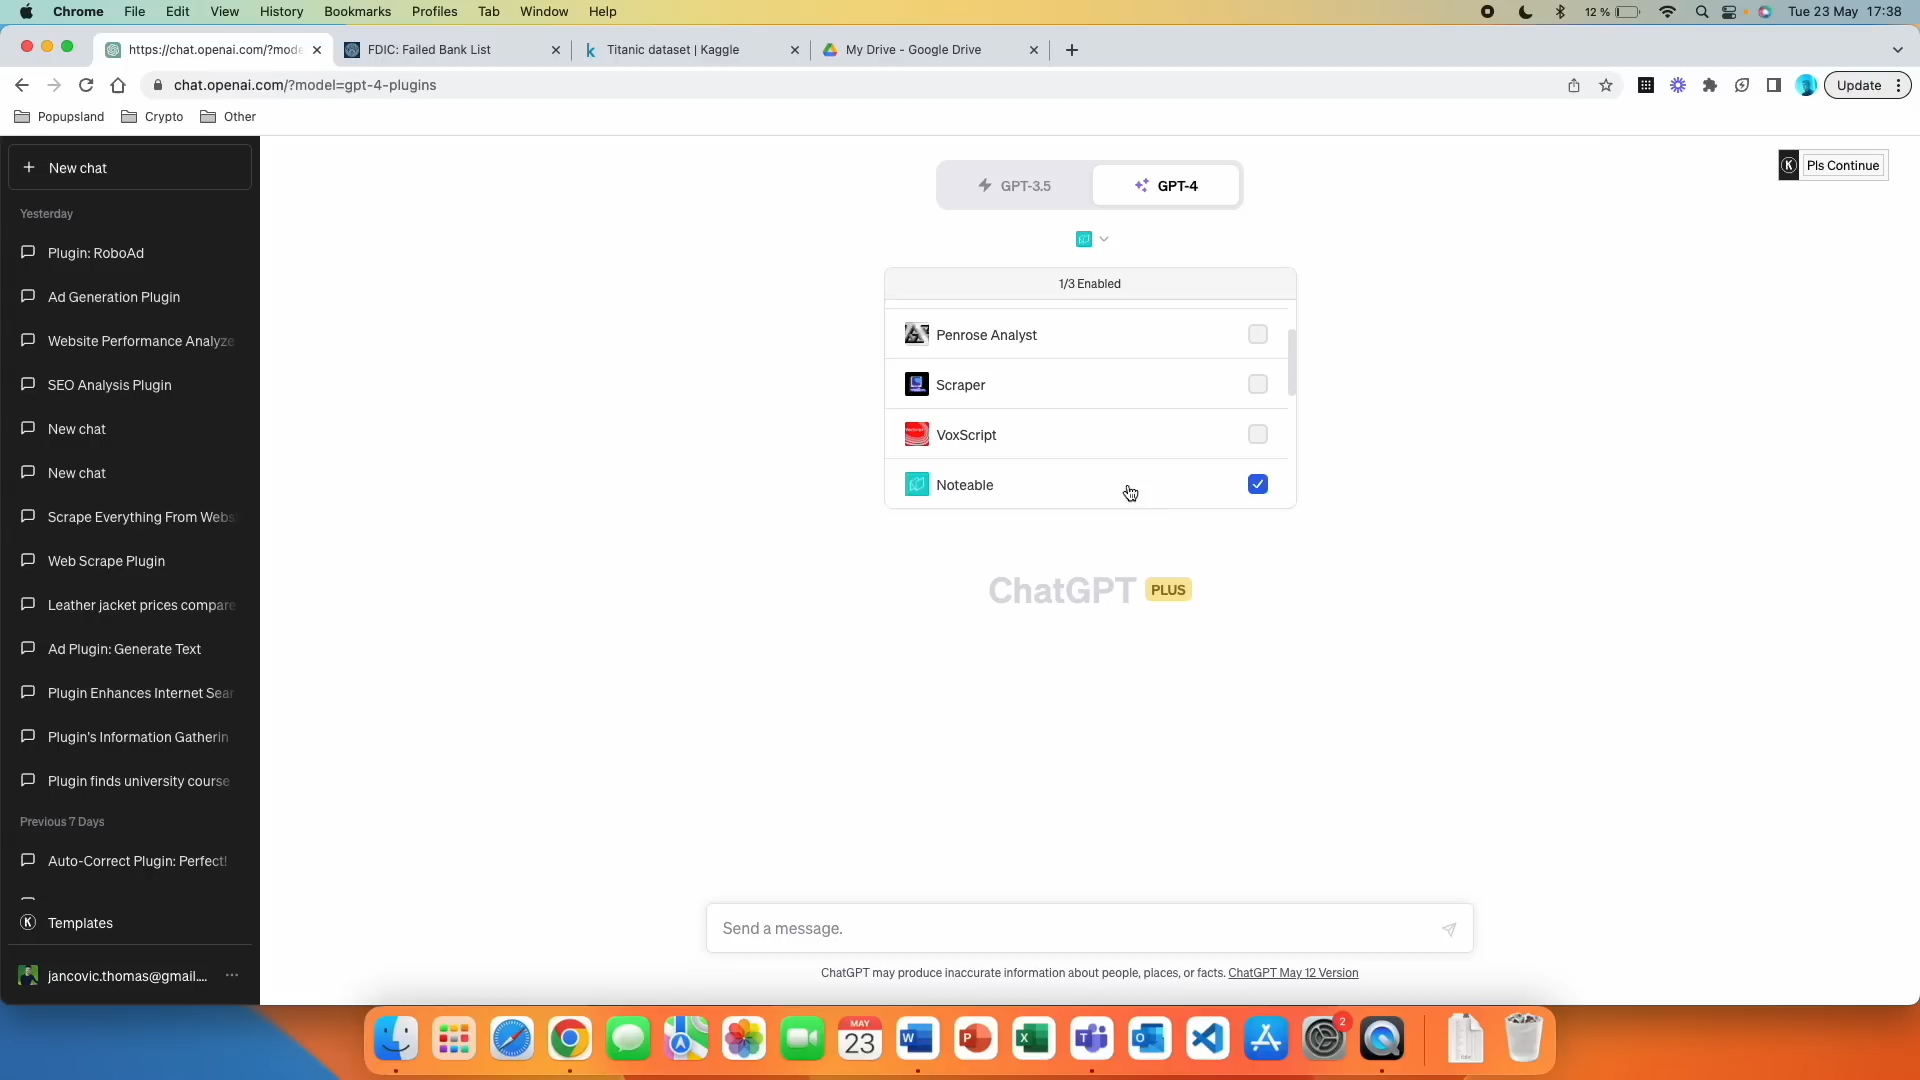 Chrome File Edit View History Bookmarks Profiles Tab Window Help 12 % Tue 23 May 17:38
https://chat.openai.com/?mode FDIC: Failed Bank List Titanic dataset | Kaggle My Drive - Google Drive
chat.openai.com/?model=gpt-4-plugins Update
Popupsland Crypto Other
New chat
Yesterday
Plugin: RoboAd
Ad Generation Plugin
Website Performance Analyze
SEO Analysis Plugin
New chat
New chat
Scrape Everything From Webs
Web Scrape Plugin
Leather jacket prices compare
Ad Plugin: Generate Text
Plugin Enhances Internet Sear
Plugin's Information Gatherin
Plugin finds university course
Previous 7 Days
Auto-Correct Plugin: Perfect!
Templates
jancovic.thomas@gmail....
GPT-3.5 GPT-4
Pls Continue
1/3 Enabled
Penrose Analyst
Scraper
VoxScript
Noteable
ChatGPT PLUS
Send a message.
ChatGPT may produce inaccurate information about people, places, or facts. ChatGPT May 12 Version
MAY
23
2